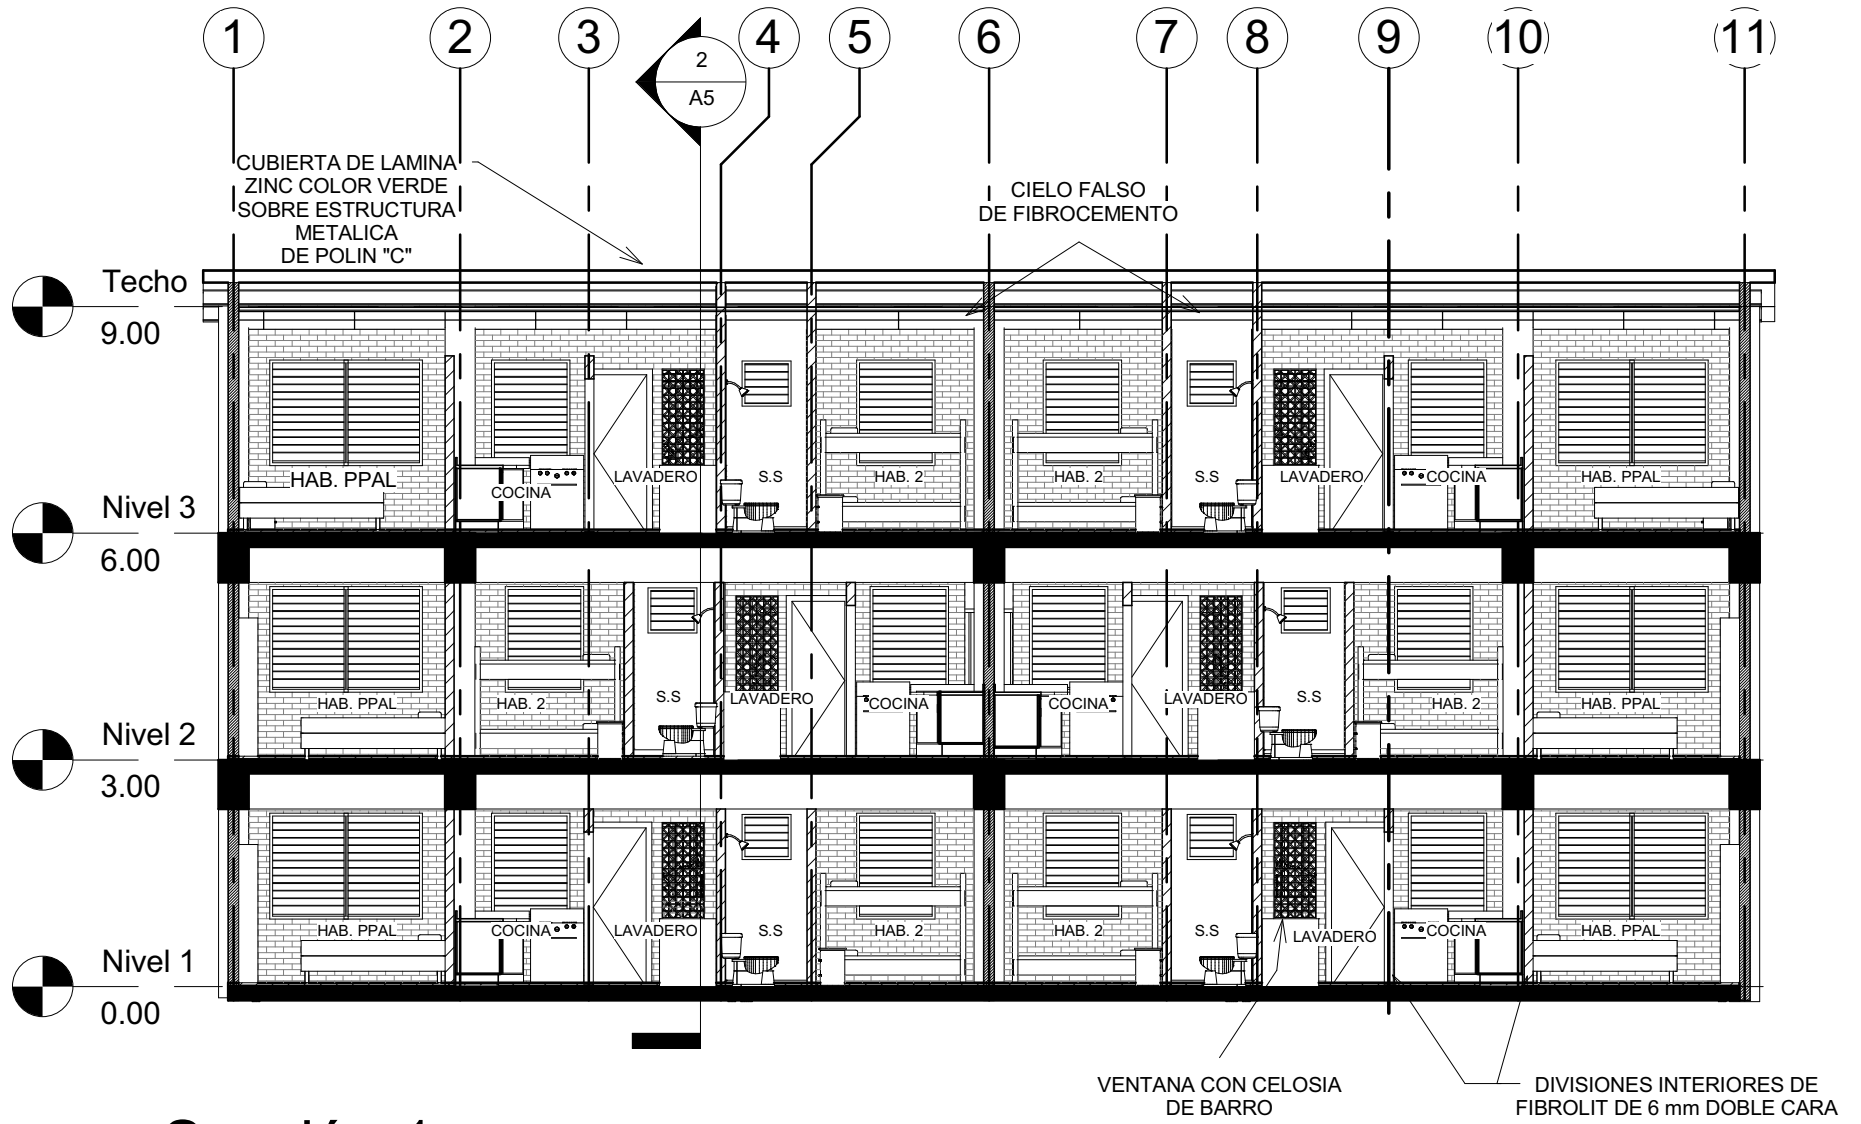 1 2 3 4 5 6 7 8 9 10 11
2
A5
CUBIERTA DE LAMINA
ZINC COLOR VERDE
SOBRE ESTRUCTURA
METALICA
DE POLIN "C"
CIELO FALSO
DE FIBROCEMENTO
Techo
9.00
HAB. PPAL COCINA LAVADERO S.S HAB. 2 HAB. 2 S.S LAVADERO COCINA HAB. PPAL
Nivel 3
6.00
HAB. PPAL HAB. 2 S.S LAVADERO COCINA COCINA LAVADERO S.S HAB. 2 HAB. PPAL
Nivel 2
3.00
HAB. PPAL COCINA LAVADERO S.S HAB. 2 HAB. 2 S.S LAVADERO COCINA HAB. PPAL
Nivel 1
0.00
VENTANA CON CELOSIA
DE BARRO
DIVISIONES INTERIORES DE
FIBROLIT DE 6 mm DOBLE CARA